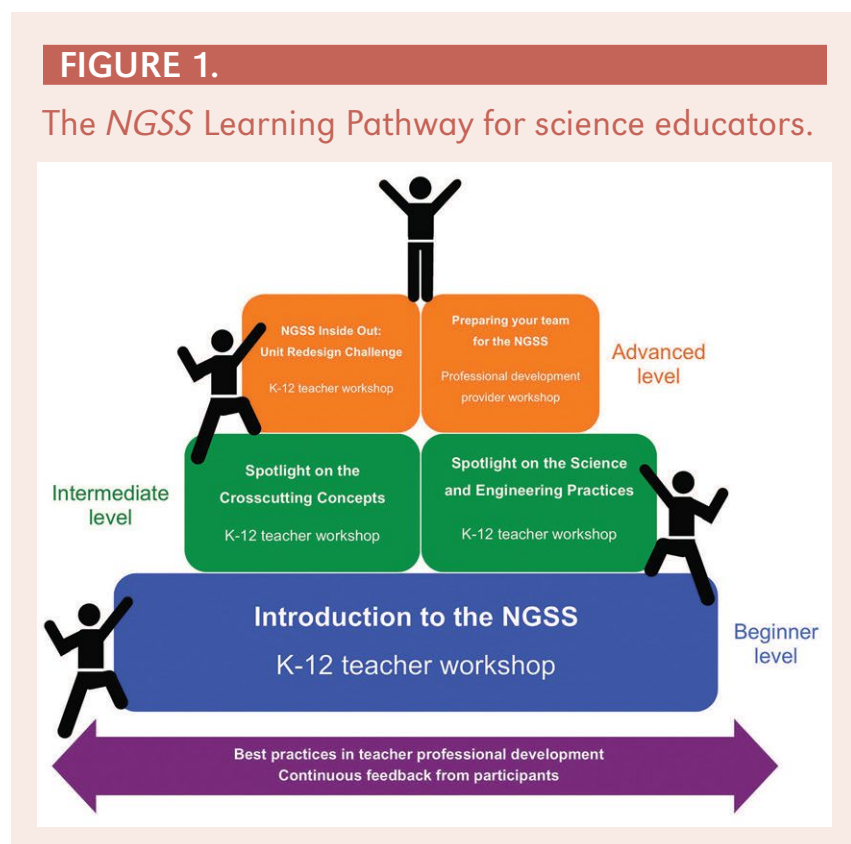 FIGURE 1.
The NGSS Learning Pathway for science educators.
NGSS Inside Out:
Unit Redesign Challenge
K-12 teacher workshop
Preparing your team
for the NGSS
Professional development
provider workshop
Advanced
level
Intermediate
level
Spotlight on the
Crosscutting Concepts
K-12 teacher workshop
Spotlight on the Science
and Engineering Practices
K-12 teacher workshop
Introduction to the NGSS
K-12 teacher workshop
Beginner
level
Best practices in teacher professional development
Continuous feedback from participants